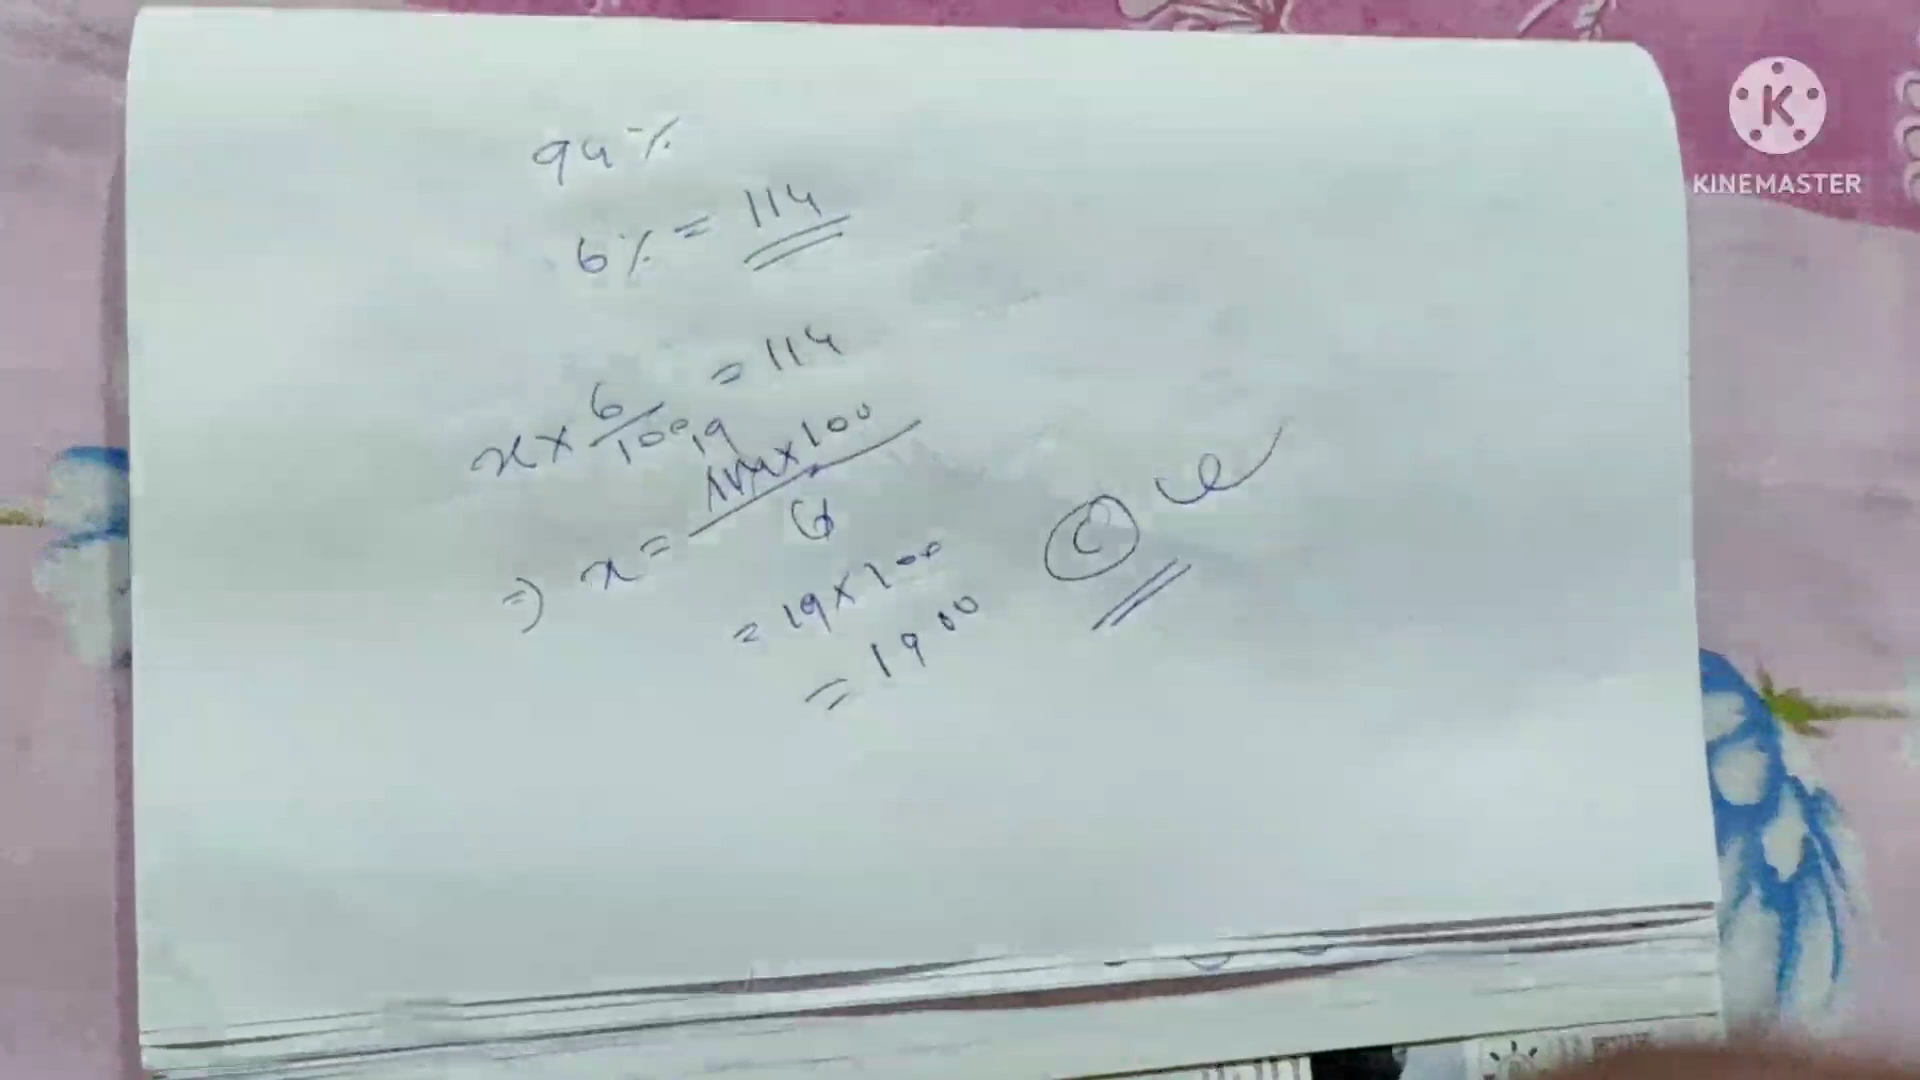 94%
6% = 114
x × 6/100 = 114
⇒ x = 114 × 100 / 6
19
= 19 × 100
= 1900
C
K
KINEMASTER